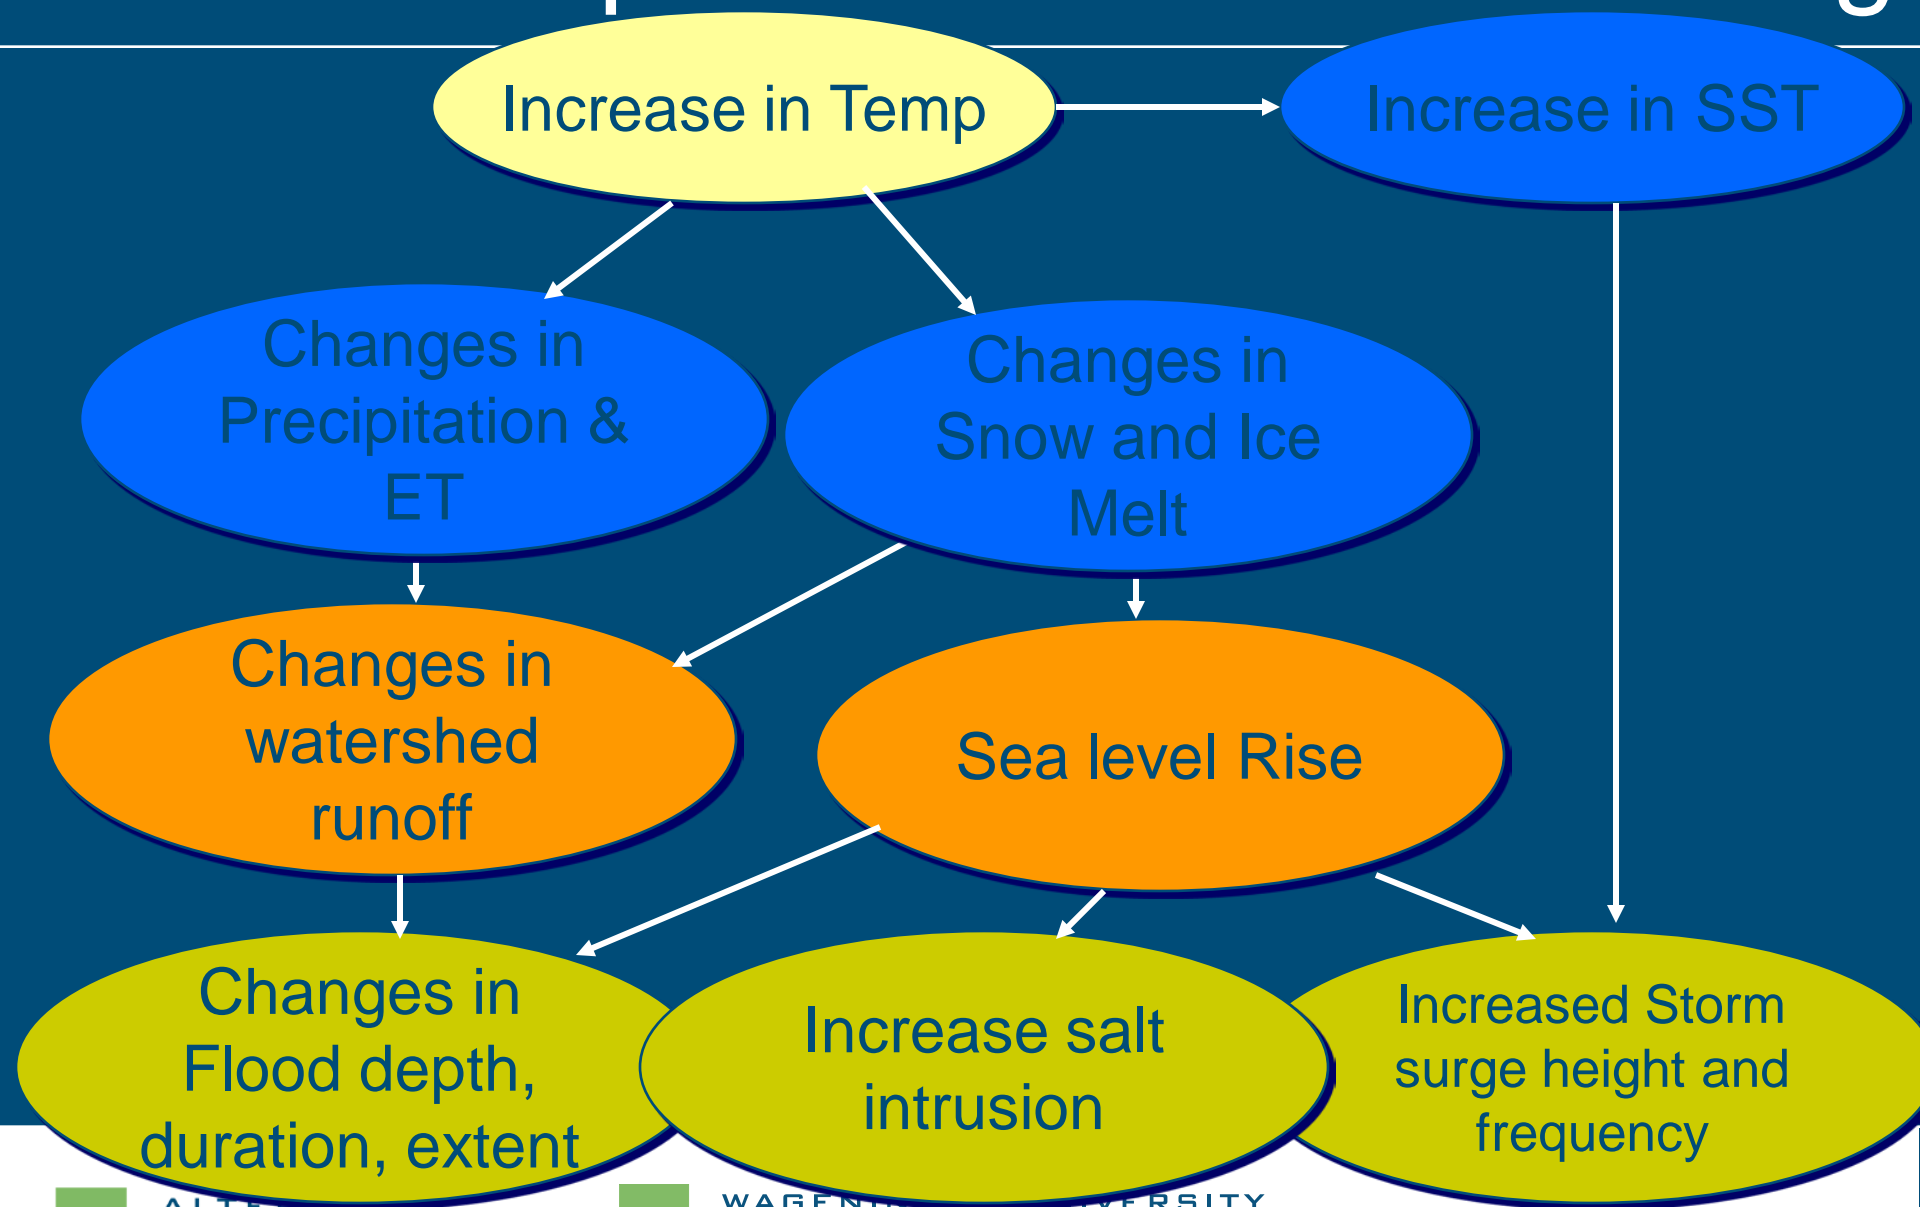 Increase in Temp
Increase in SST
Changes in
Precipitation &
ET
Changes in
Snow and Ice
Melt
Changes in
watershed
runoff
Sea level Rise
Changes in
Flood depth,
duration, extent
Increase salt
intrusion
Increased Storm
surge height and
frequency